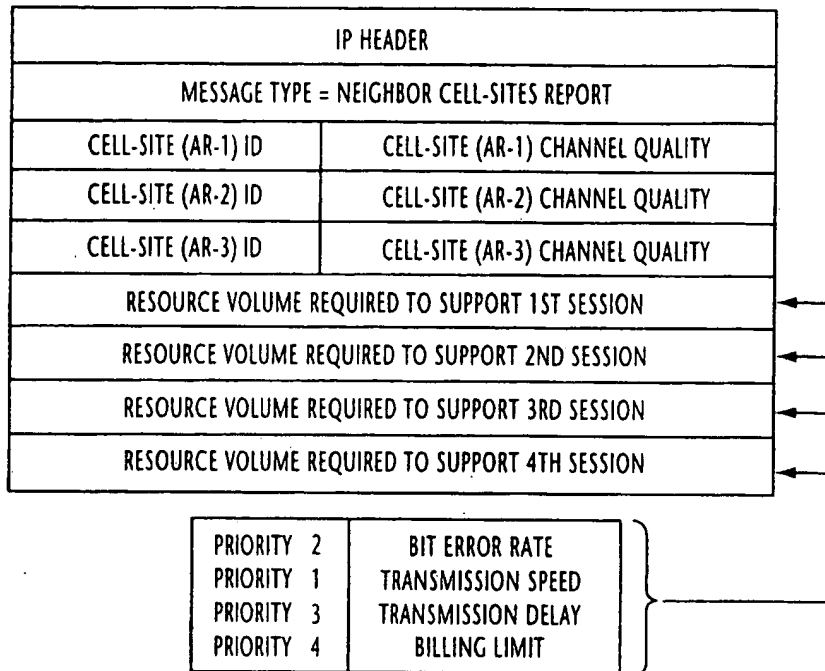 IP HEADER
MESSAGE TYPE = NEIGHBOR CELL-SITES REPORT
CELL-SITE (AR-1) ID CELL-SITE (AR-1) CHANNEL QUALITY
CELL-SITE (AR-2) ID CELL-SITE (AR-2) CHANNEL QUALITY
CELL-SITE (AR-3) ID CELL-SITE (AR-3) CHANNEL QUALITY
RESOURCE VOLUME REQUIRED TO SUPPORT 1ST SESSION
RESOURCE VOLUME REQUIRED TO SUPPORT 2ND SESSION
RESOURCE VOLUME REQUIRED TO SUPPORT 3RD SESSION
RESOURCE VOLUME REQUIRED TO SUPPORT 4TH SESSION
PRIORITY 2 BIT ERROR RATE
PRIORITY 1 TRANSMISSION SPEED
PRIORITY 3 TRANSMISSION DELAY
PRIORITY 4 BILLING LIMIT